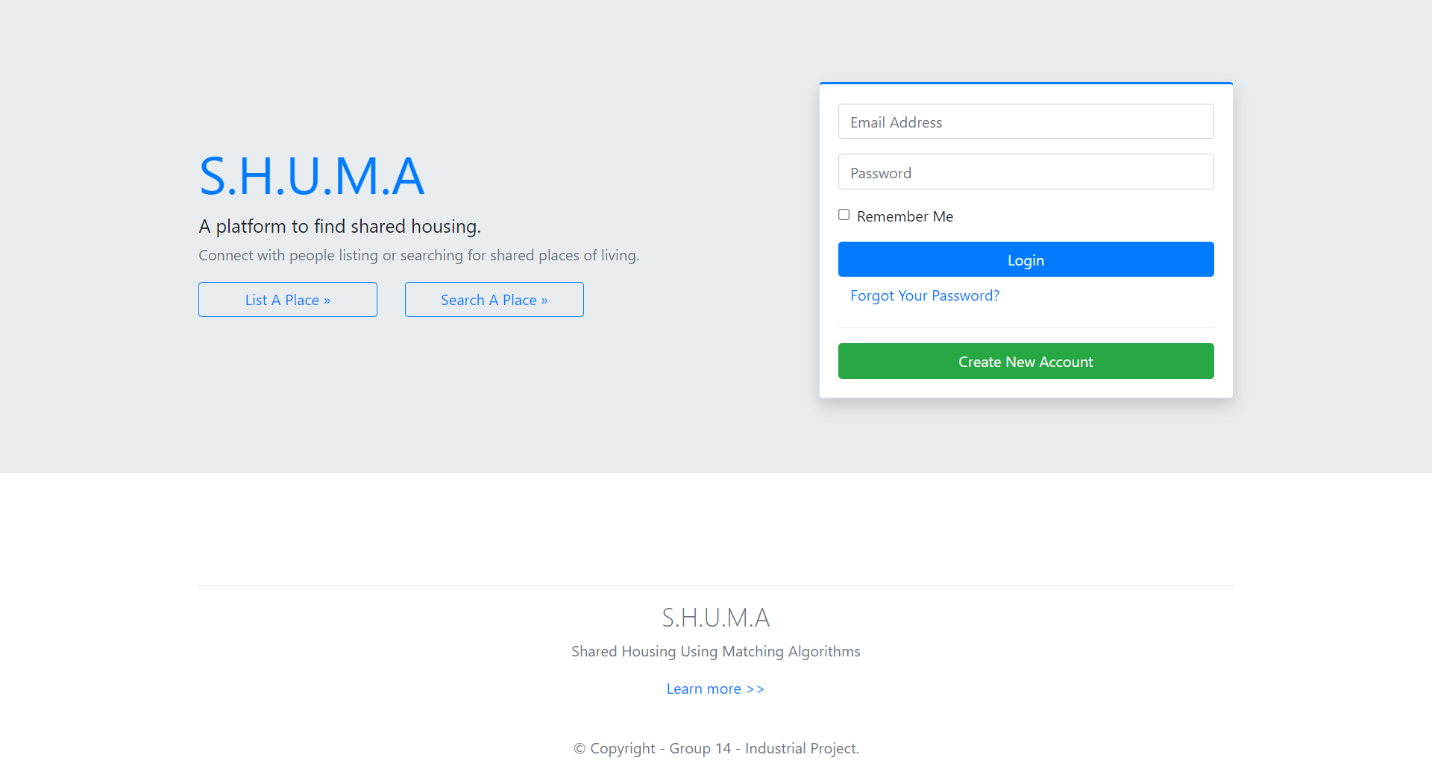 S.H.U.M.A
A platform to find shared housing.
Connect with people listing or searching for shared places of living.
List A Place »
Search A Place »
Email Address
Password
Remember Me
Login
Forgot Your Password?
Create New Account
S.H.U.M.A
Shared Housing Using Matching Algorithms
Learn more >>
© Copyright - Group 14 - Industrial Project.